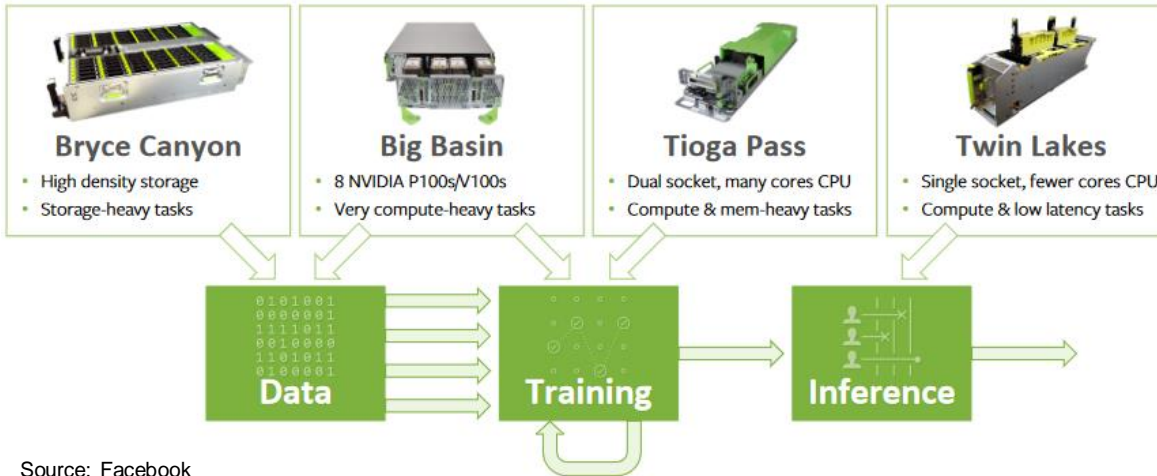 Bryce Canyon
• High density storage
• Storage-heavy tasks
Big Basin
• 8 NVIDIA P100s/V100s
• Very compute-heavy tasks
Tioga Pass
• Dual socket, many cores CPU
• Compute & mem-heavy tasks
Twin Lakes
• Single socket, fewer cores CPU
• Compute & low latency tasks
0101001
0000001
1111011
0010000
1101011
0100001
Data
Training
Inference
Source: Facebook